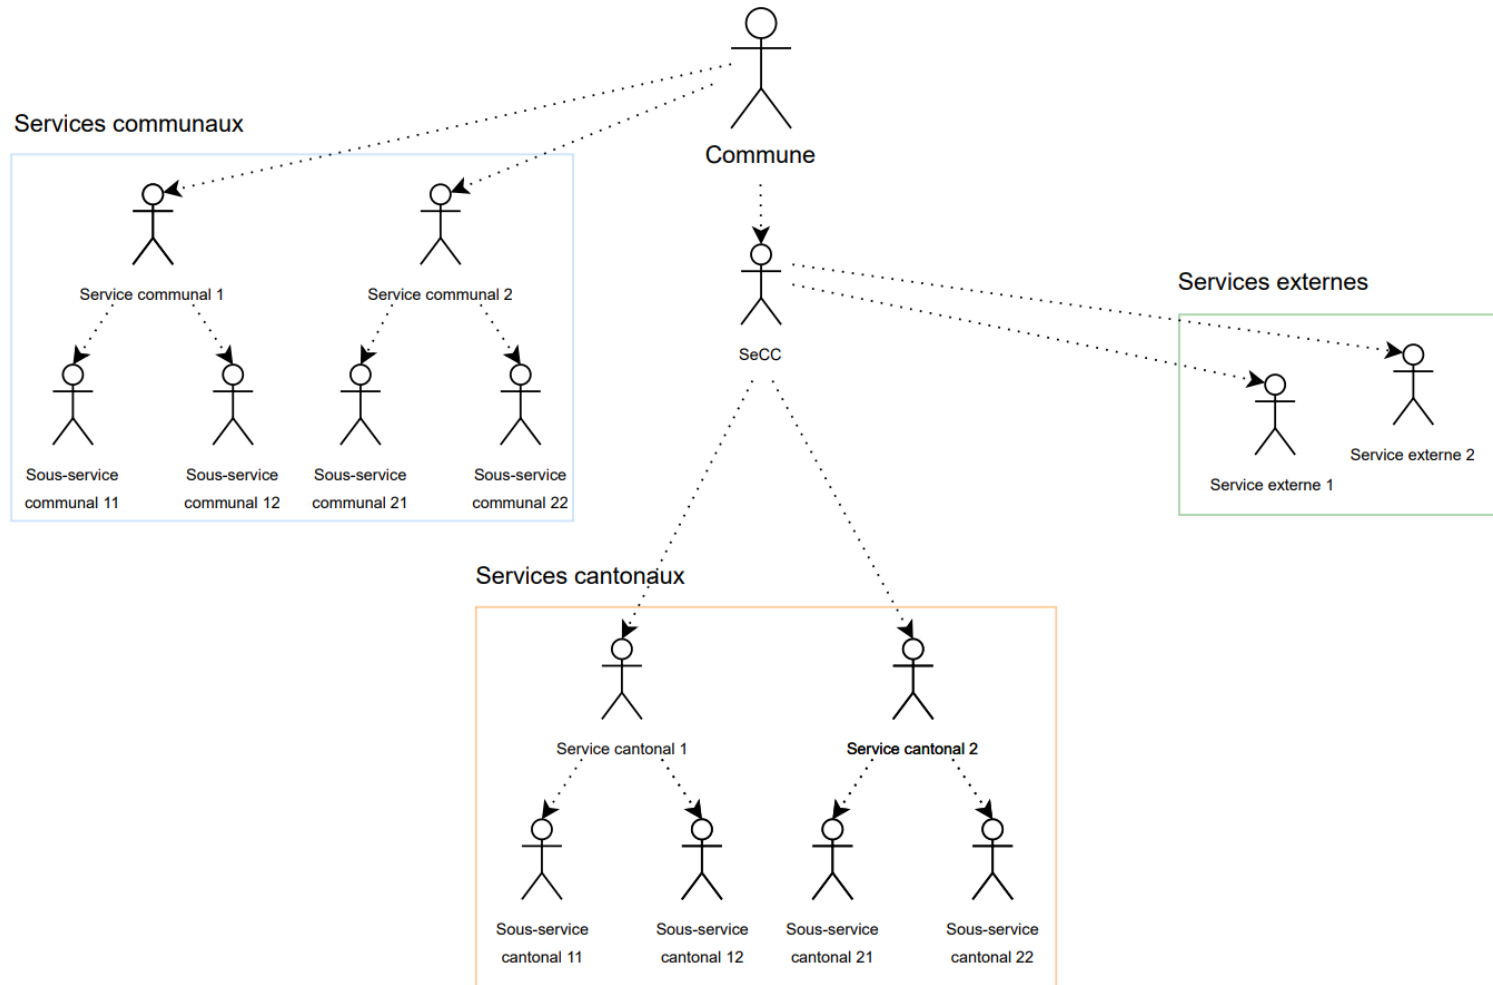 Commune
Services communaux
Service communal 1
Service communal 2
Sous-service
communal 11
Sous-service
communal 12
Sous-service
communal 21
Sous-service
communal 22
SeCC
Services externes
Service externe 2
Service externe 1
Services cantonaux
Service cantonal 1
Service cantonal 2
Sous-service
cantonal 11
Sous-service
cantonal 12
Sous-service
cantonal 21
Sous-service
cantonal 22